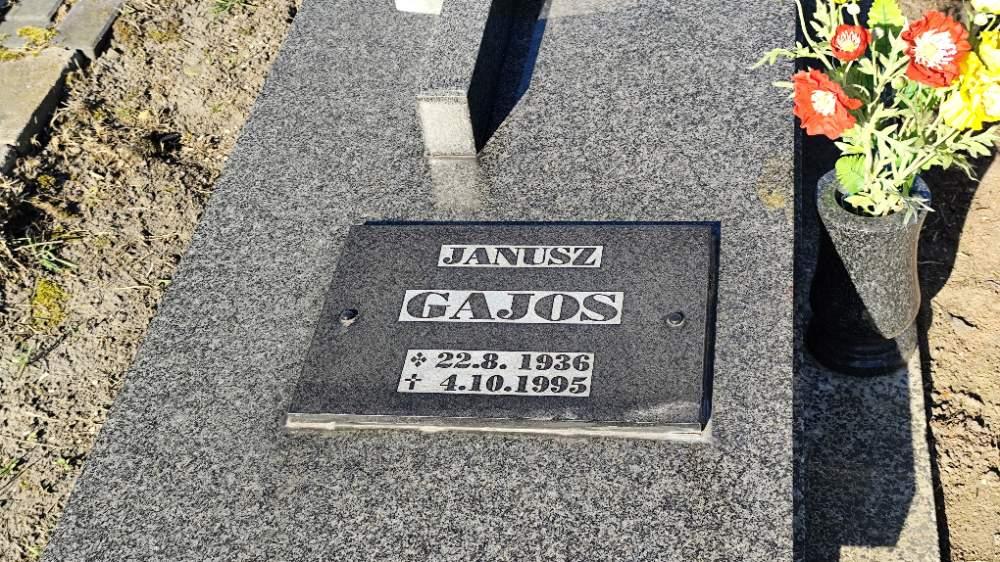 JANUSZ
GAJOS
✤ 22.8. 1936
† 4.10.1995